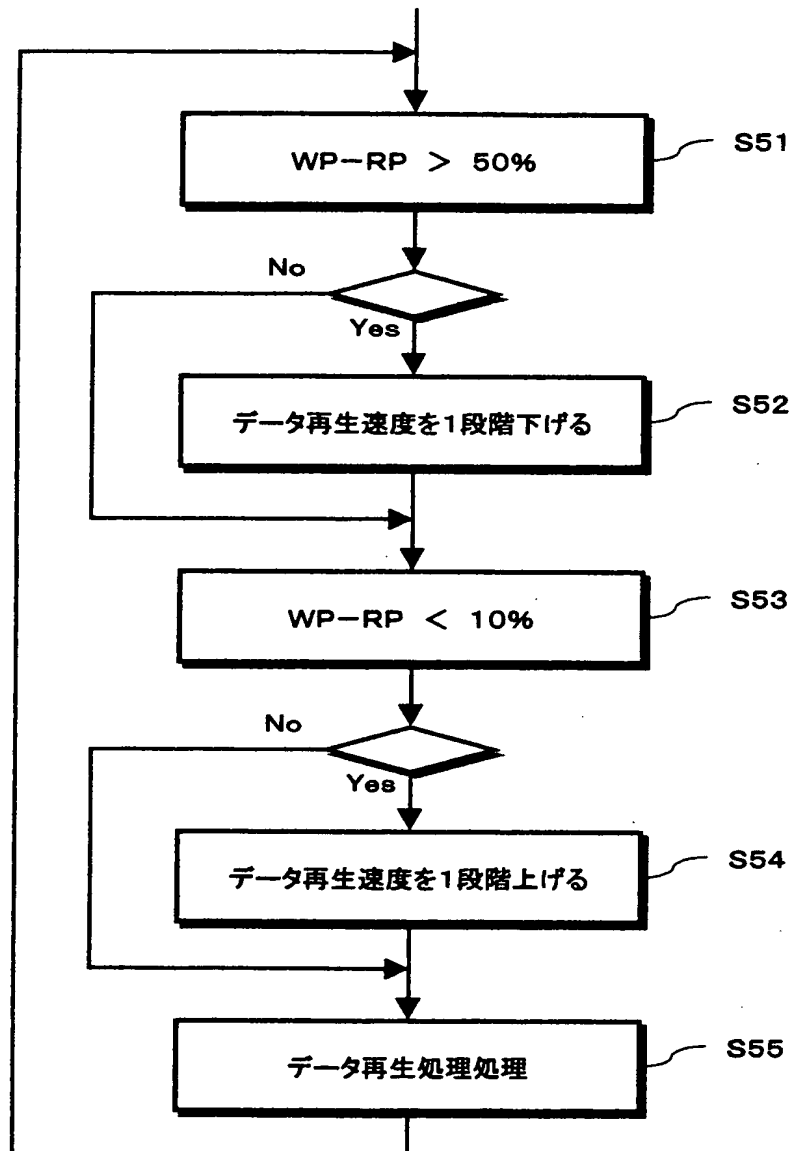 WP-RP > 50%
S51
No
Yes
データ再生速度を1段階下げる
S52
WP-RP < 10%
S53
No
Yes
データ再生速度を1段階上げる
S54
データ再生処理処理
S55